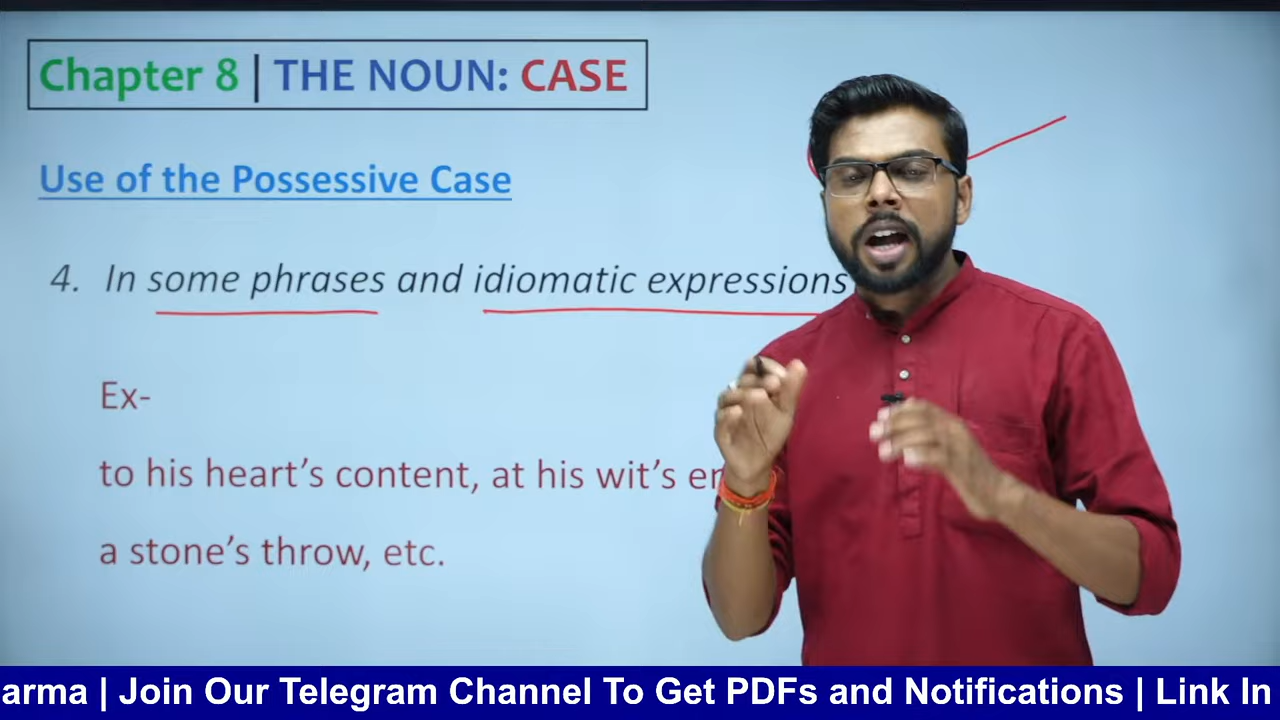 Chapter 8 | THE NOUN: CASE
Use of the Possessive Case
4. In some phrases and idiomatic expressions
Ex-
to his heart's content, at his wit's
a stone's throw, etc.
| Join Our Telegram Channel To Get PDFs and Notifications | Link In